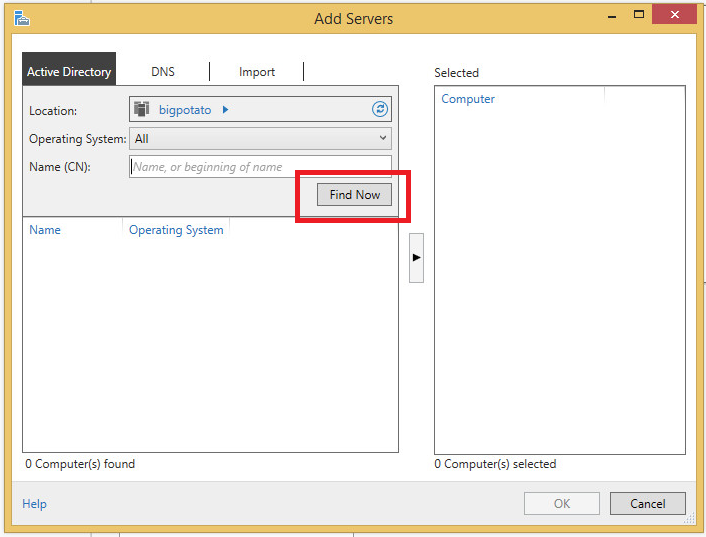 Add Servers
Active Directory DNS Import
Location: bigpotato
Operating System: All
Name (CN): Name, or beginning of name
Find Now
Name Operating System
0 Computer(s) found
Selected
Computer
0 Computer(s) selected
Help OK Cancel